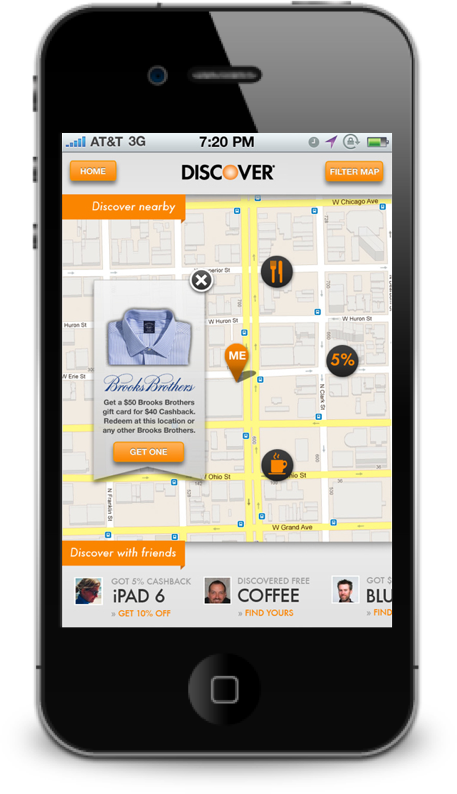 AT&T 3G
7:20 PM
HOME
DISCOVER
FILTER MAP
Discover nearby
W Chicago Ave
W Huron St
W Huron St
W Huron St
ME
5%
W Erie St
N Clark St
Brooks Brothers
Get a $50 Brooks Brothers
gift card for $40 Cashback.
Redeem at this location or
any other Brooks Brothers.
GET ONE
W Ohio St
N Franklin St
W Grand Ave
Discover with friends
GOT 5% CASHBACK
iPAD 6
» GET 10% OFF
DISCOVERED FREE
COFFEE
» FIND YOURS
GOT $
BLU
» FIND